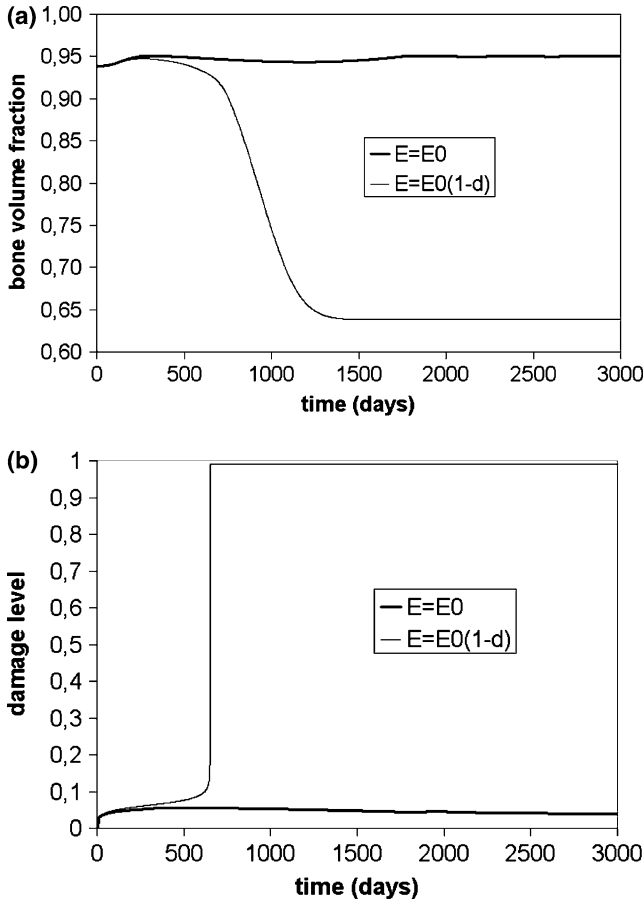 (a)
1,00
0,95
0,90
0,85
0,80
0,75
0,70
0,65
0,60
bone volume fraction
E=E0
E=E0(1-d)
0 500 1000 1500 2000 2500 3000
time (days)
(b)
1
0,9
0,8
0,7
0,6
0,5
0,4
0,3
0,2
0,1
0
damage level
E=E0
E=E0(1-d)
0 500 1000 1500 2000 2500 3000
time (days)